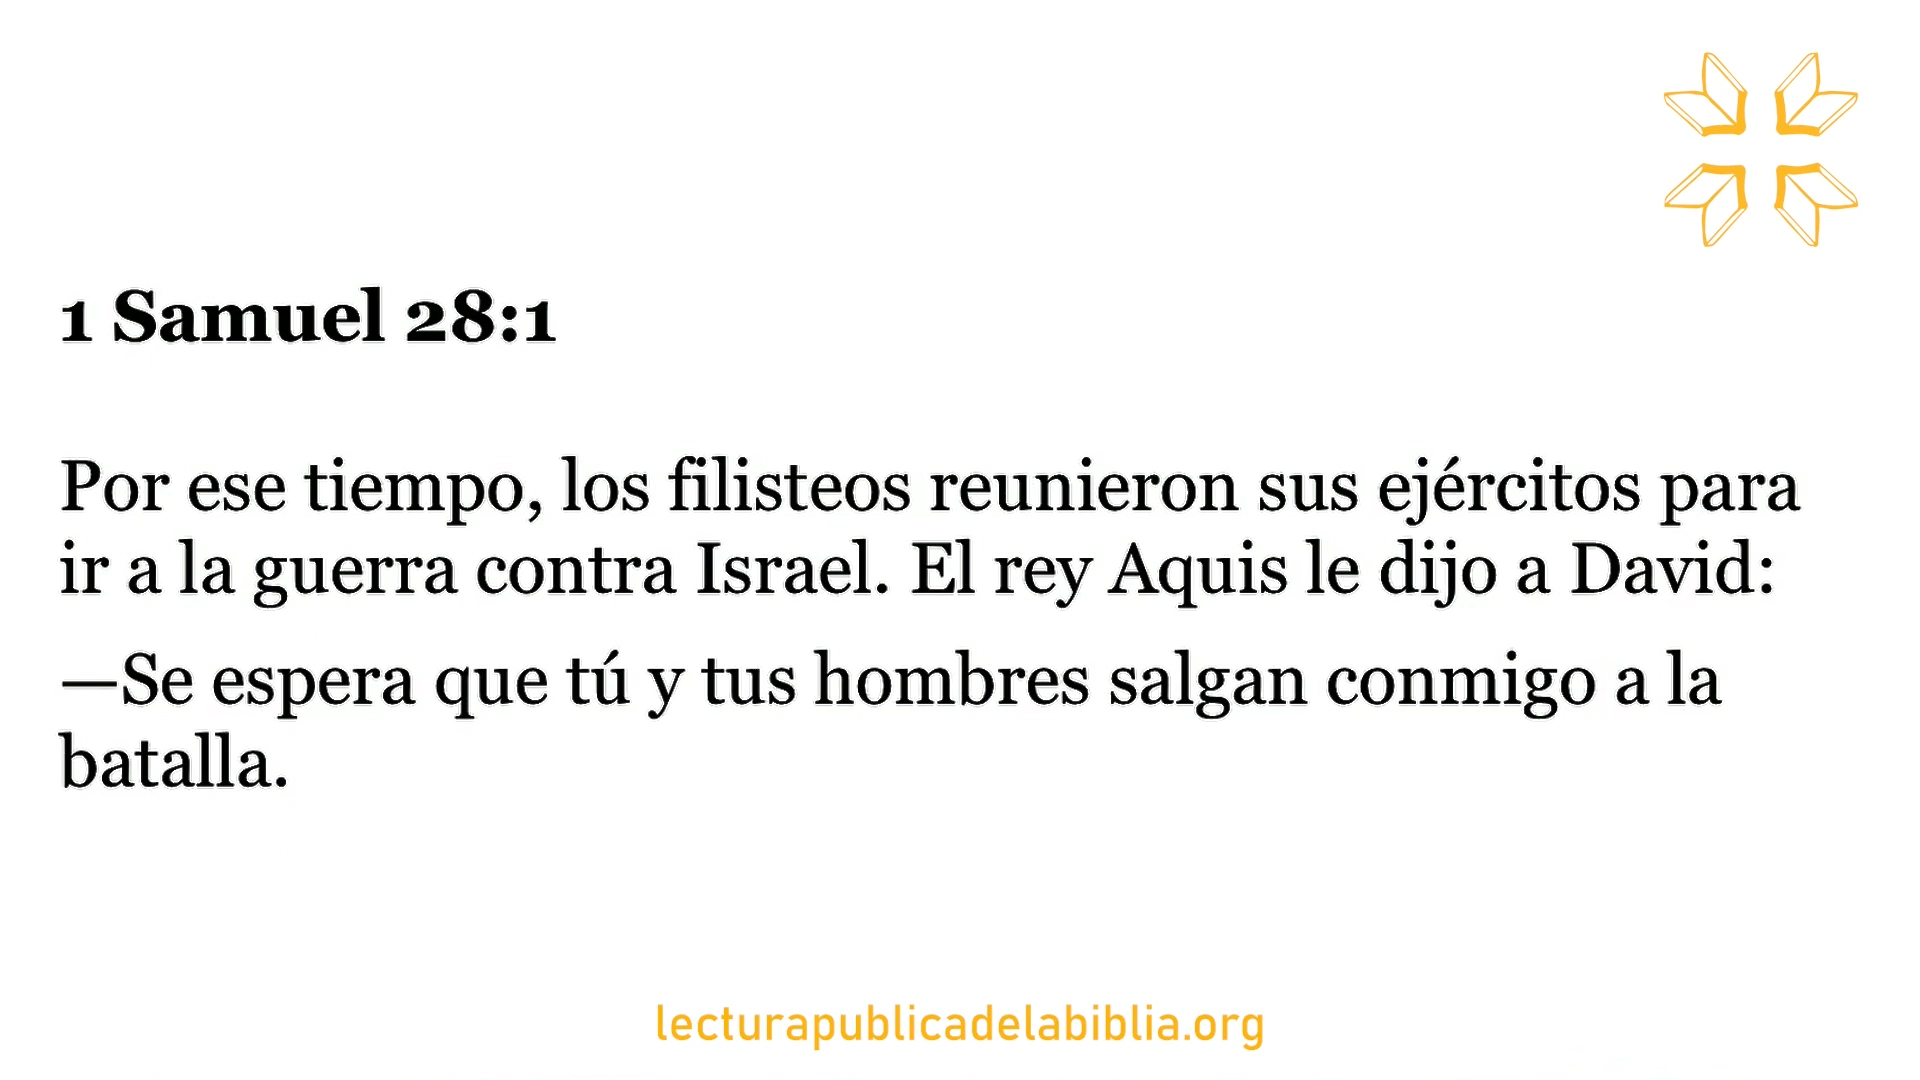 1 Samuel 28:1
Por ese tiempo, los filisteos reunieron sus ejércitos para
ir a la guerra contra Israel. El rey Aquis le dijo a David:
—Se espera que tú y tus hombres salgan conmigo a la
batalla.
lecturapublicadelabiblia.org